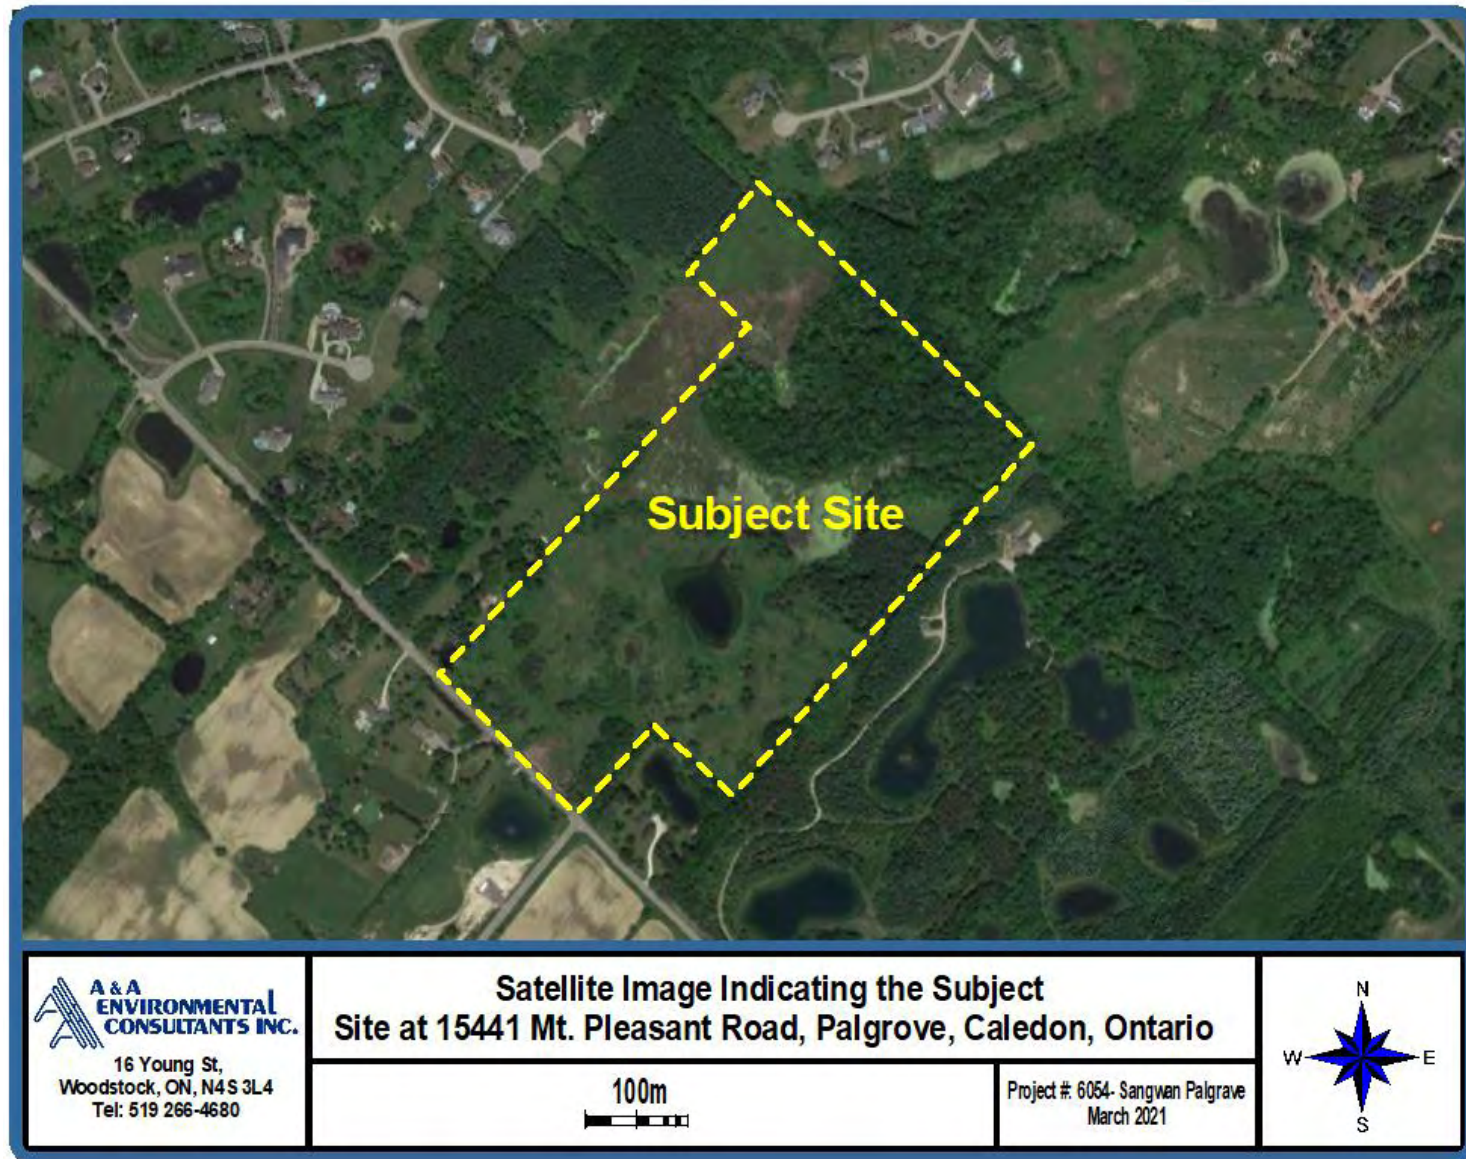 Subject Site
A & A
ENVIRONMENTAL
CONSULTANTS INC.
16 Young St,
Woodstock, ON, N4S 3L4
Tel: 519 266-4680
Satellite Image Indicating the Subject
Site at 15441 Mt. Pleasant Road, Palgrove, Caledon, Ontario
100m
Project #: 6054- Sangwan Palgrave
March 2021
N
W E
S